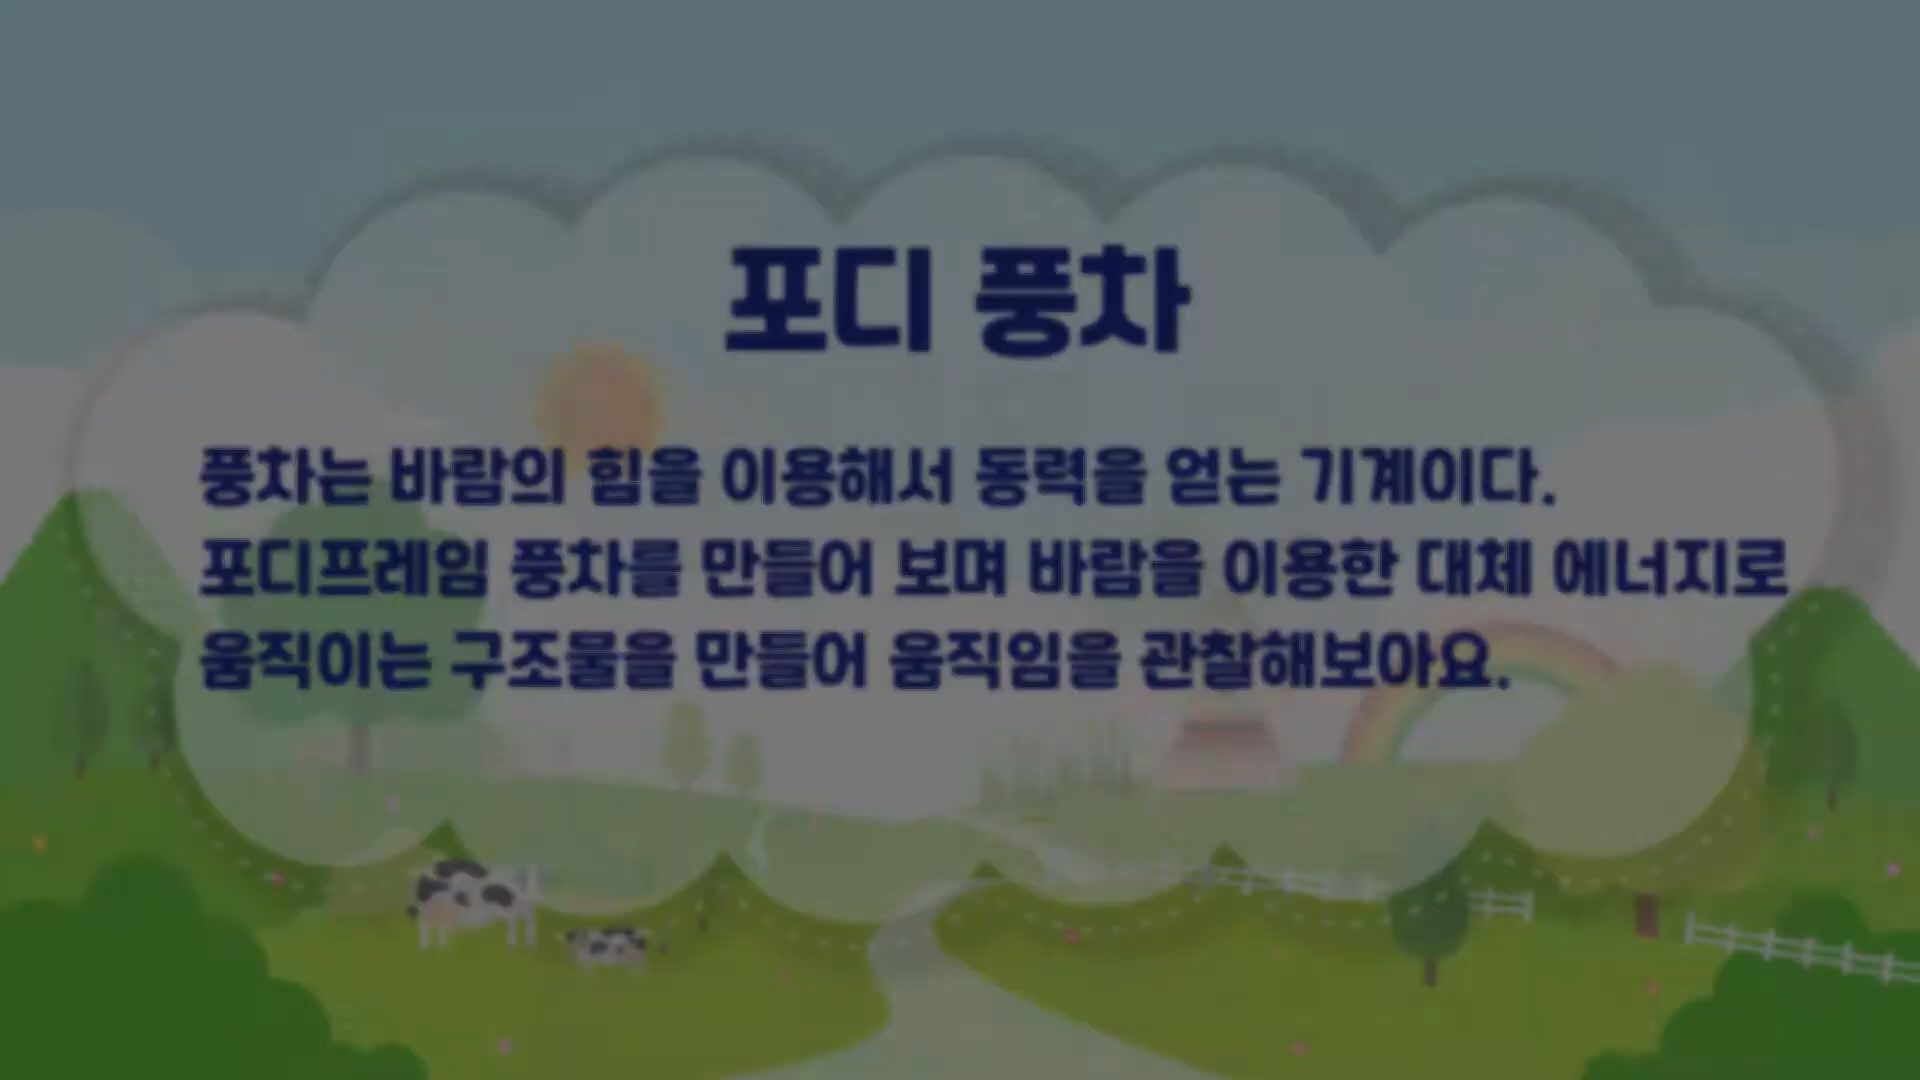 포디 풍차
풍차는 바람의 힘을 이용해서 동력을 얻는 기계이다.
포디프레임 풍차를 만들어 보며 바람을 이용한 대체 에너지로
움직이는 구조물을 만들어 움직임을 관찰해보아요.